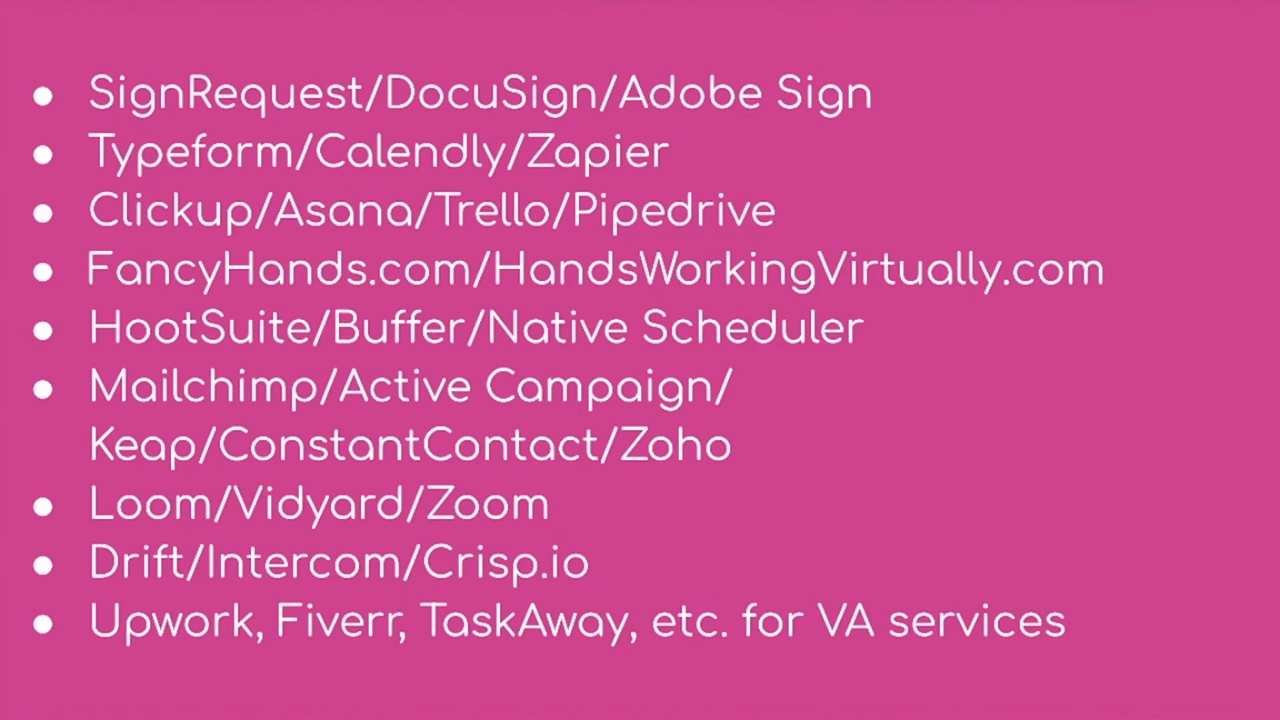 • SignRequest/DocuSign/Adobe Sign
• Typeform/Calendly/Zapier
• Clickup/Asana/Trello/Pipedrive
• FancyHands.com/HandsWorkingVirtually.com
• HootSuite/Buffer/Native Scheduler
• Mailchimp/Active Campaign/
Keap/ConstantContact/Zoho
• Loom/Vidyard/Zoom
• Drift/Intercom/Crisp.io
• Upwork, Fiverr, TaskAway, etc. for VA services